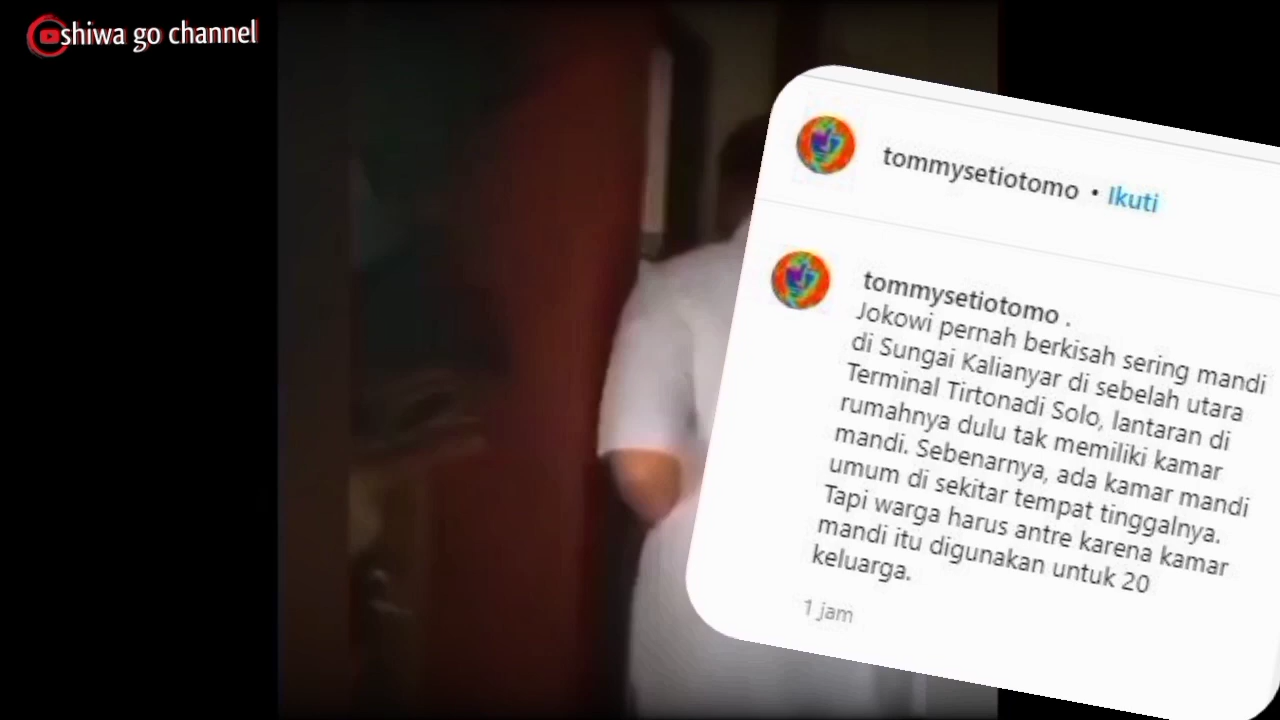 shiwa go channel
tommysetiotomo • Ikuti
tommysetiotomo .
Jokowi pernah berkisah sering mandi
di Sungai Kalianyar di sebelah utara
Terminal Tirtonadi Solo, lantaran di
rumahnya dulu tak memiliki kamar
mandi. Sebenarnya, ada kamar mandi
umum di sekitar tempat tinggalnya.
Tapi warga harus antre karena kamar
mandi itu digunakan untuk 20
keluarga.
1 jam